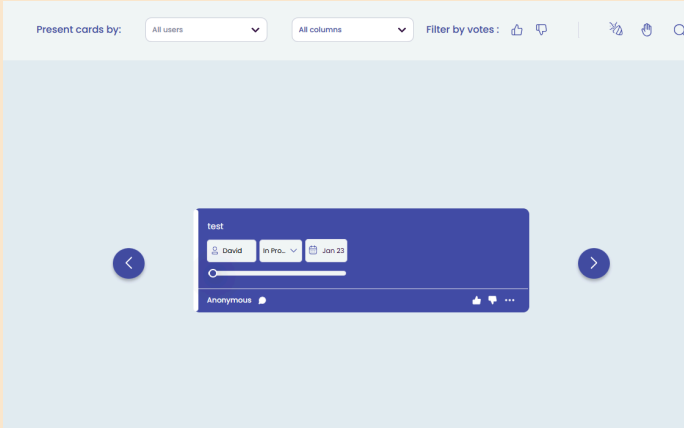 Present cards by:
All users
All columns
Filter by votes :
test
David
In Pro...
Jan 23
Anonymous